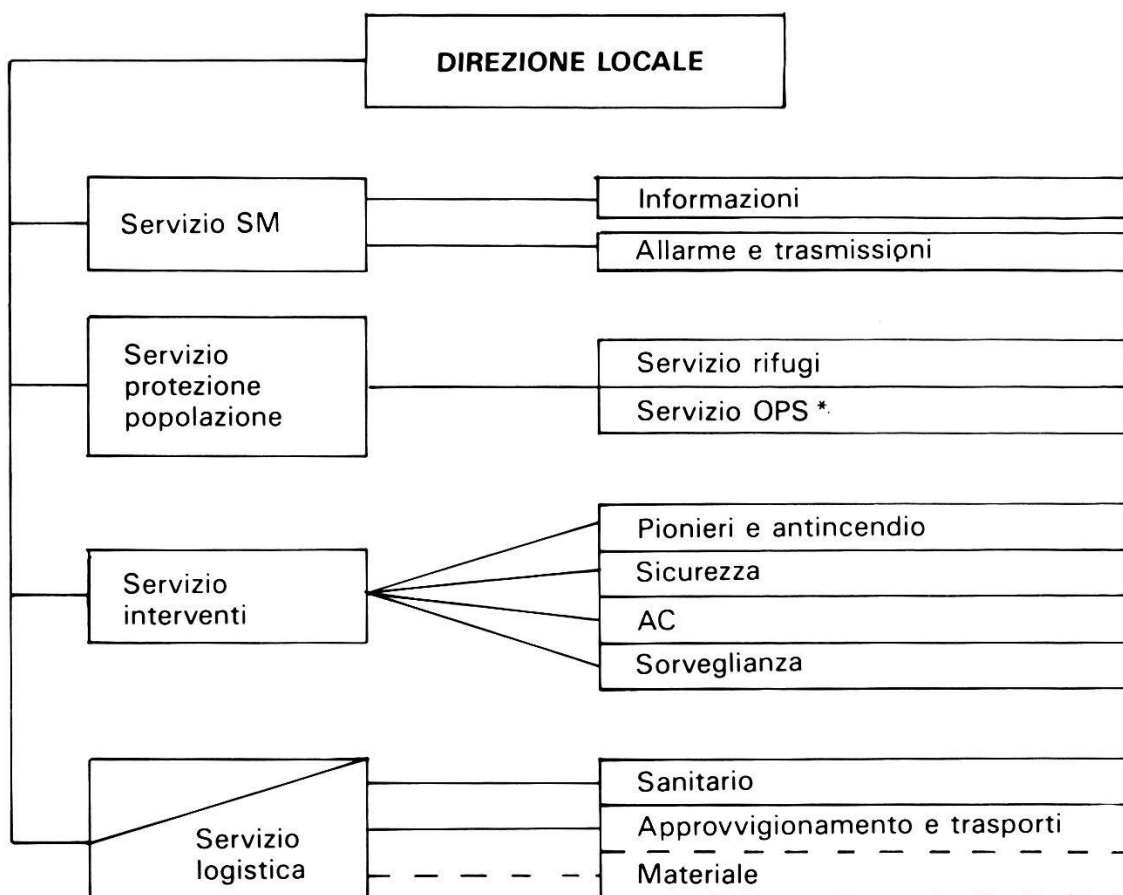 DIREZIONE LOCALE
Servizio SM
Informazioni
Allarme e trasmissioni
Servizio
protezione
popolazione
Servizio rifugi
Servizio OPS *
Servizio
interventi
Pionieri e antincendio
Sicurezza
AC
Sorveglianza
Servizio
logistica
Sanitario
Approvvigionamento e trasporti
Materiale